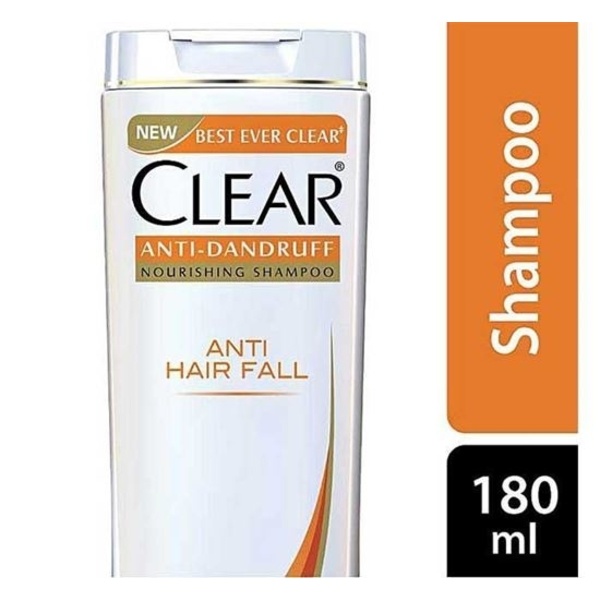 NEW
BEST EVER CLEAR‡
CLEAR®
ANTI-DANDRUFF
NOURISHING SHAMPOO
ANTI
HAIR FALL
Shampoo
180
ml